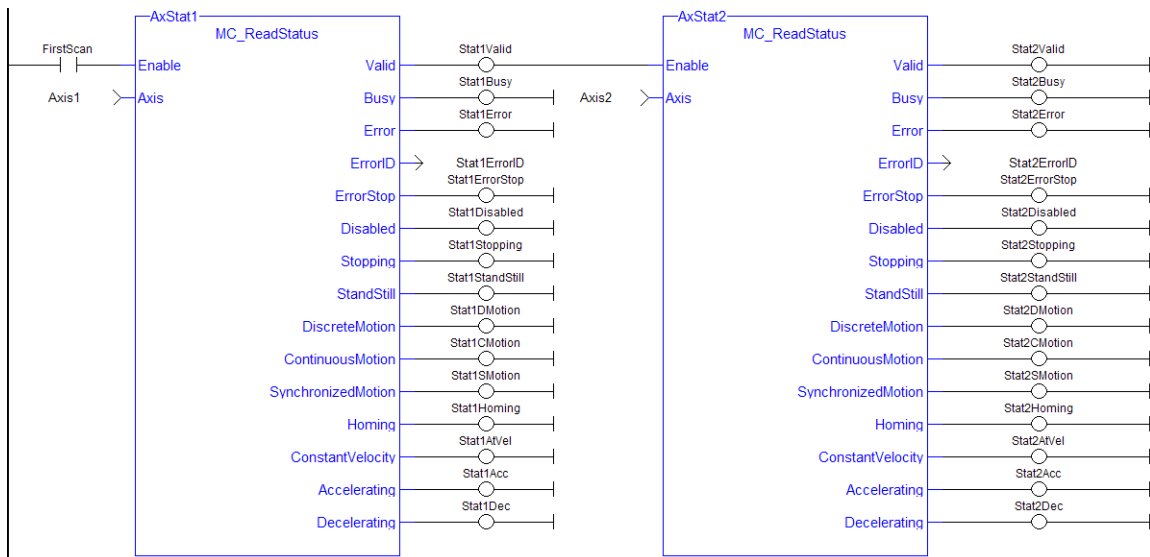 AxStat1 AxStat2
MC_ReadStatus MC_ReadStatus
FirstScan Stat1Valid Stat2Valid
Enable Valid Enable Valid
Stat1Busy Stat2Busy
Axis1 Axis Busy Axis2 Axis Busy
Stat1Error Stat2Error
Error Error
ErrorID Stat1ErrorID ErrorID Stat2ErrorID
Stat1ErrorStop Stat2ErrorStop
ErrorStop ErrorStop
Stat1Disabled Stat2Disabled
Disabled Disabled
Stat1Stopping Stat2Stopping
Stopping Stopping
Stat1StandStill Stat2StandStill
StandStill StandStill
Stat1DMotion Stat2DMotion
DiscreteMotion DiscreteMotion
Stat1CMotion Stat2CMotion
ContinuousMotion ContinuousMotion
Stat1SMotion Stat2SMotion
SynchronizedMotion SynchronizedMotion
Stat1Homing Stat2Homing
Homing Homing
Stat1AtVel Stat2AtVel
ConstantVelocity ConstantVelocity
Stat1Acc Stat2Acc
Accelerating Accelerating
Stat1Dec Stat2Dec
Decelerating Decelerating